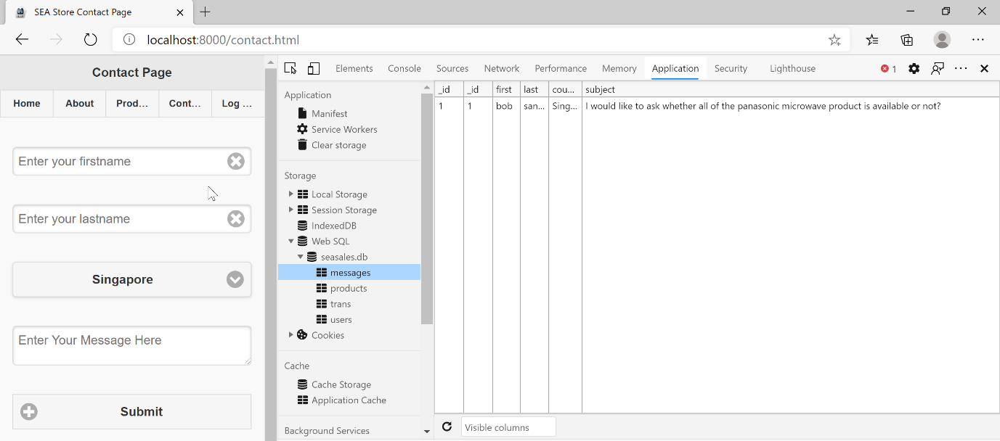 SEA Store Contact Page
localhost:8000/contact.html
Contact Page
Home About Prod... Cont... Log ...
Enter your firstname
Enter your lastname
Singapore
Enter Your Message Here
Submit
Elements Console Sources Network Performance Memory Application Security Lighthouse 1
Application
Manifest
Service Workers
Clear storage
Storage
Local Storage
Session Storage
IndexedDB
Web SQL
seasales.db
messages
products
trans
users
Cookies
Cache
Cache Storage
Application Cache
Background Services
_id _id first last cou... subject
1 1 bob san... Sing... I would like to ask whether all of the panasonic microwave product is available or not?
Visible columns